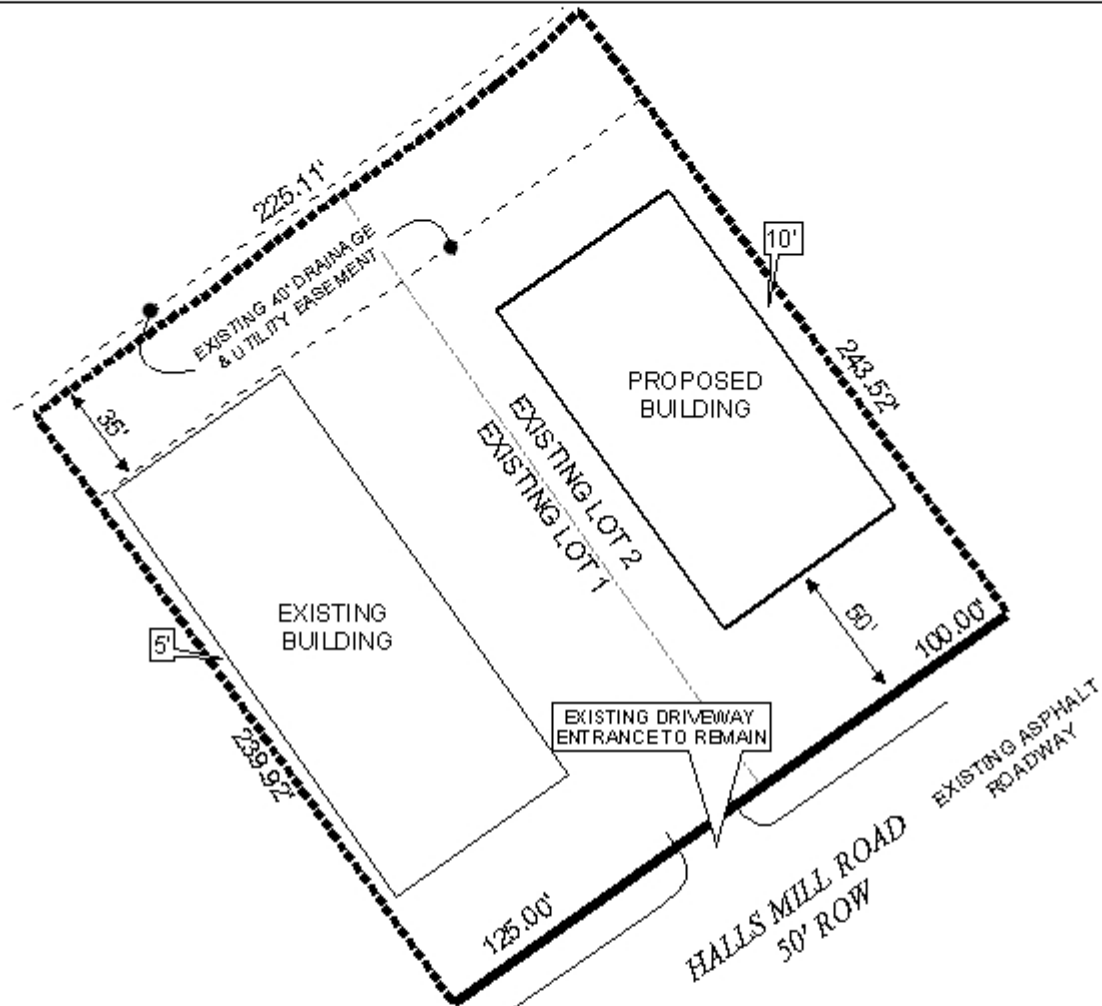 225.11'
EXISTING 40' DRAINAGE
& UTILITY EASEMENT
10'
35'
PROPOSED
BUILDING
243.52'
EXISTING LOT 2
EXISTING LOT 1
EXISTING
BUILDING
5'
50'
100.00'
239.92'
EXISTING DRIVEWAY
ENTRANCE TO REMAIN
EXISTING ASPHALT
ROADWAY
125.00'
HALLS MILL ROAD
50' ROW